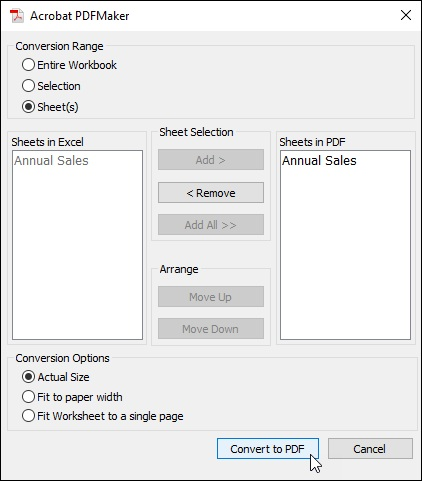 Acrobat PDFMaker
Conversion Range
Entire Workbook
Selection
Sheet(s)
Sheets in Excel
Annual Sales
Sheet Selection
Add >
< Remove
Add All >>
Arrange
Move Up
Move Down
Sheets in PDF
Annual Sales
Conversion Options
Actual Size
Fit to paper width
Fit Worksheet to a single page
Convert to PDF
Cancel